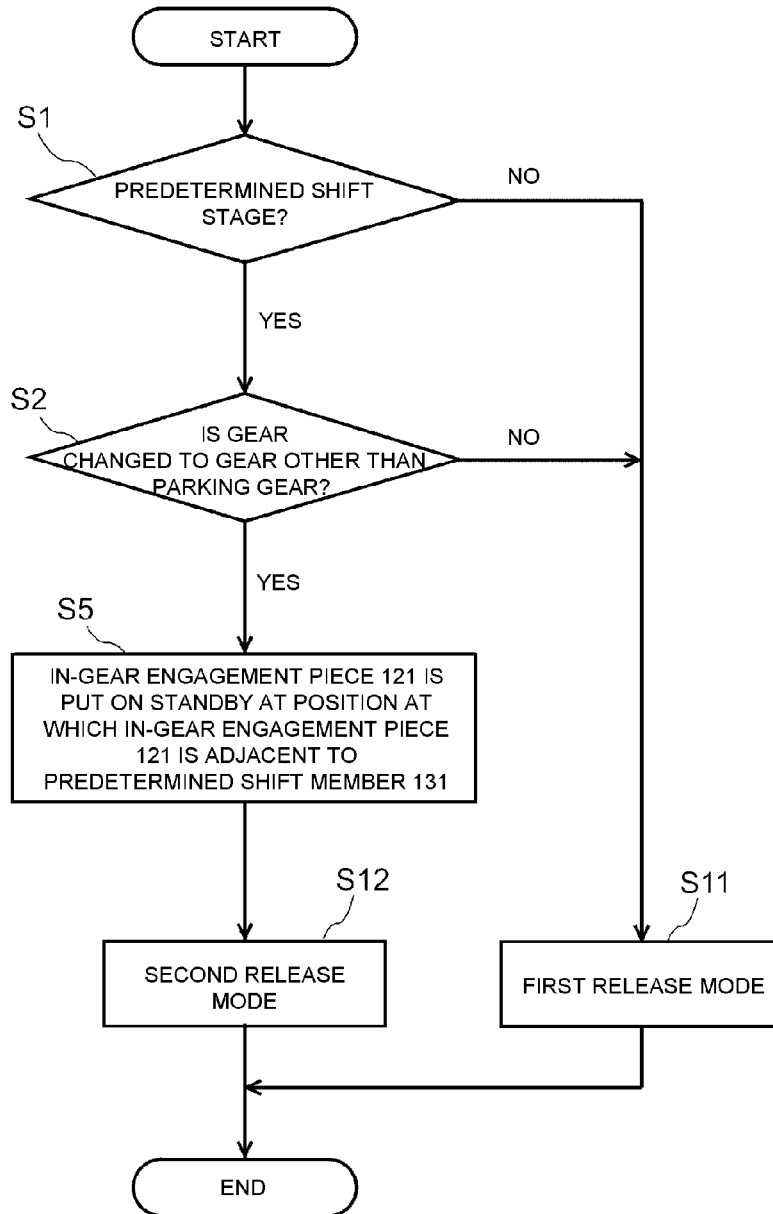 START
S1
PREDETERMINED SHIFT
STAGE?
NO
YES
S2
IS GEAR
CHANGED TO GEAR OTHER THAN
PARKING GEAR?
NO
YES
S5
IN-GEAR ENGAGEMENT PIECE 121 IS
PUT ON STANDBY AT POSITION AT
WHICH IN-GEAR ENGAGEMENT PIECE
121 IS ADJACENT TO
PREDETERMINED SHIFT MEMBER 131
S12
SECOND RELEASE
MODE
S11
FIRST RELEASE MODE
END